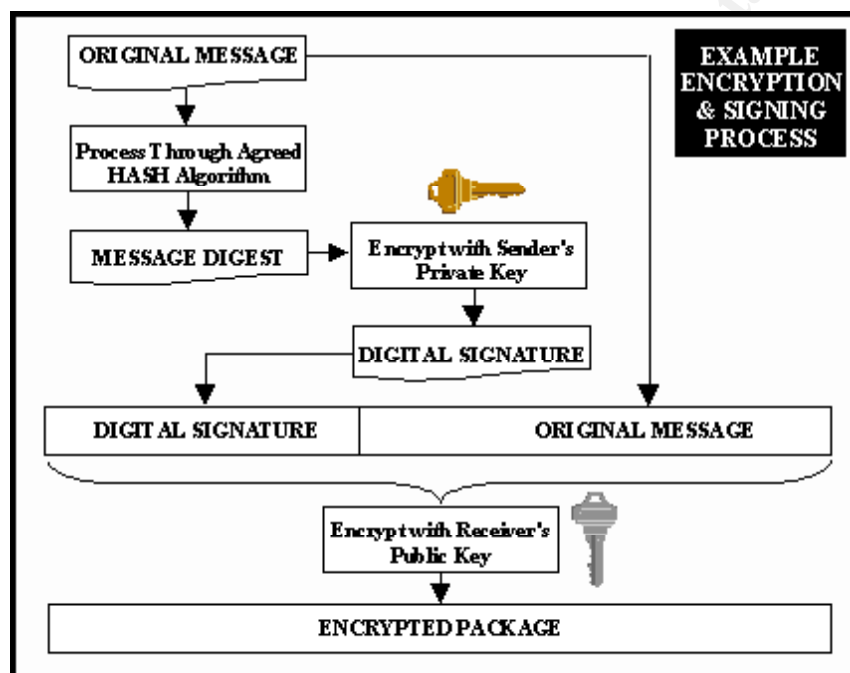 ORIGINAL MESSAGE
EXAMPLE
ENCRYPTION
& SIGNING
PROCESS
Process Through Agreed
HASH Algorithm
MESSAGE DIGEST
Encrypt with Sender's
Private Key
DIGITAL SIGNATURE
DIGITAL SIGNATURE
ORIGINAL MESSAGE
Encrypt with Receiver's
Public Key
ENCRYPTED PACKAGE